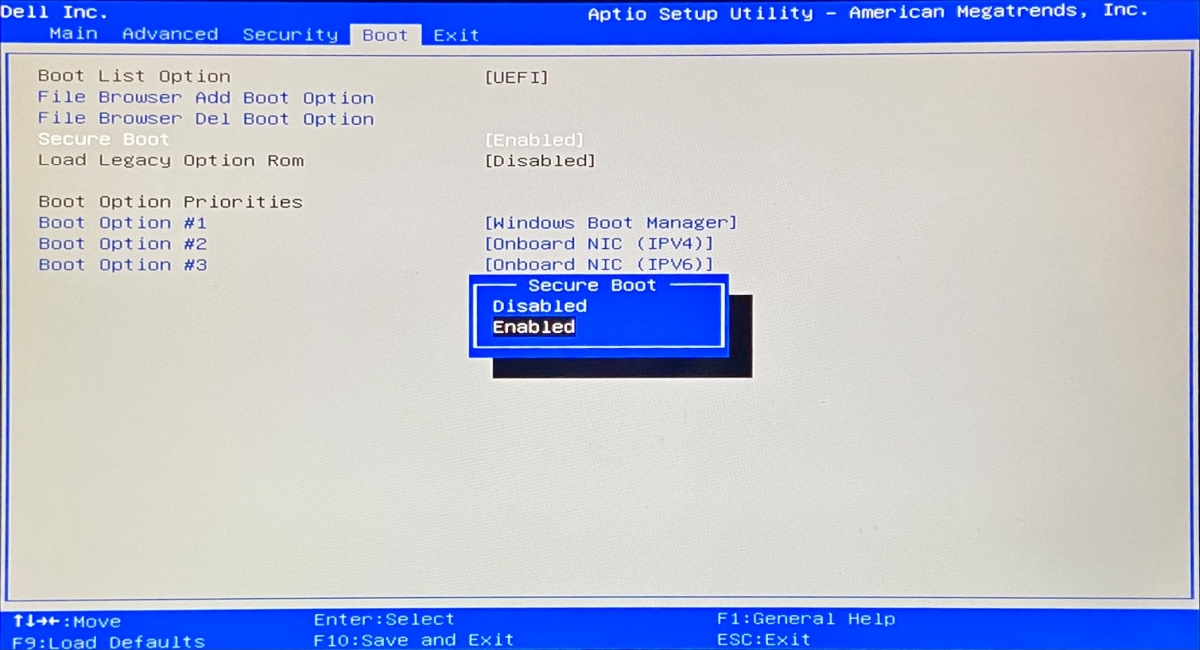 Dell Inc. Aptio Setup Utility - American Megatrends, Inc.
Main Advanced Security Boot Exit
Boot List Option [UEFI]
File Browser Add Boot Option
File Browser Del Boot Option
Secure Boot [Enabled]
Load Legacy Option Rom [Disabled]
Boot Option Priorities
Boot Option #1 [Windows Boot Manager]
Boot Option #2 [Onboard NIC (IPV4)]
Boot Option #3 [Onboard NIC (IPV6)]
Secure Boot
Disabled
Enabled
↑↓→←:Move Enter:Select F1:General Help
F9:Load Defaults F10:Save and Exit ESC:Exit